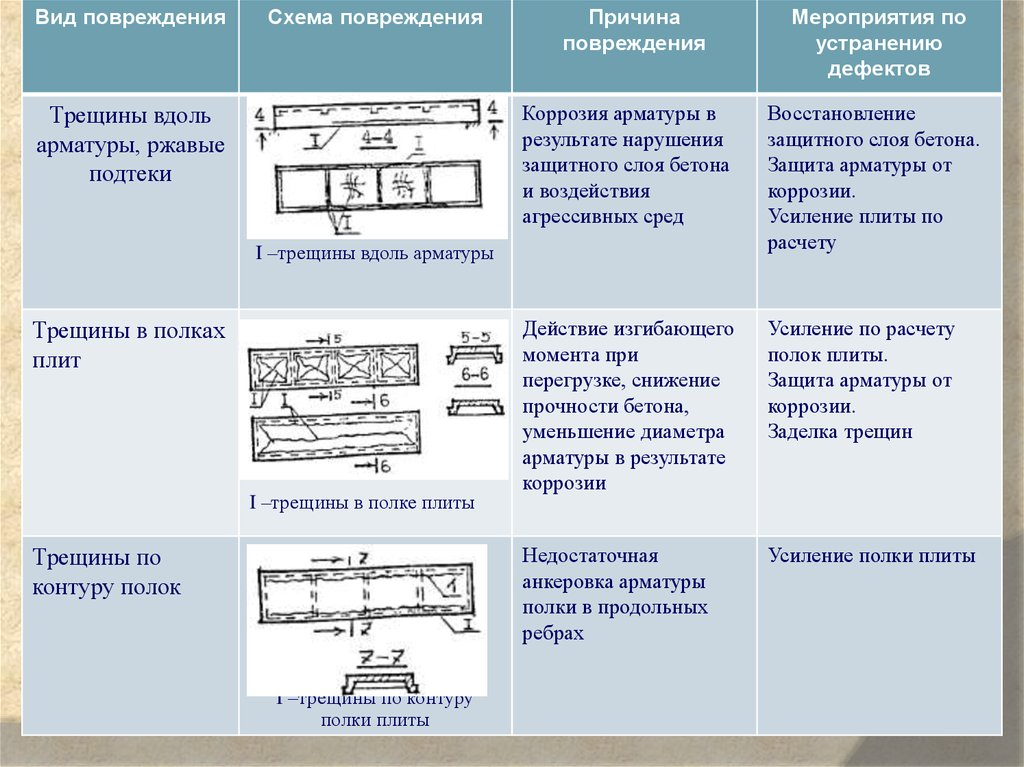 Вид повреждения
Схема повреждения
Причина
повреждения
Мероприятия по
устранению
дефектов
Трещины вдоль
арматуры, ржавые
подтеки
4
4
I
4–4
I
I
I –трещины вдоль арматуры
Коррозия арматуры в
результате нарушения
защитного слоя бетона
и воздействия
агрессивных сред
Восстановление
защитного слоя бетона.
Защита арматуры от
коррозии.
Усиление плиты по
расчету
Трещины в полках
плит
5
5–5
6–6
I
I
5
6
6
I –трещины в полке плиты
Действие изгибающего
момента при
перегрузке, снижение
прочности бетона,
уменьшение диаметра
арматуры в результате
коррозии
Усиление по расчету
полок плиты.
Защита арматуры от
коррозии.
Заделка трещин
Трещины по
контуру полок
7
1
I
7
7–7
I –трещины по контуру
полки плиты
Недостаточная
анкеровка арматуры
полки в продольных
ребрах
Усиление полки плиты